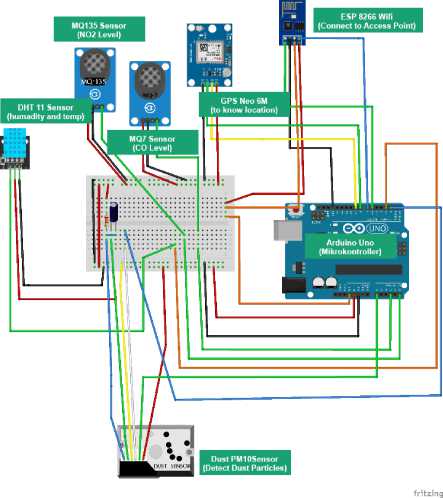 ESP 8266 Wifi
(Connect to Access Point)
MQ135 Sensor
(NO2 Level)
MQ-135
GPS Neo 6M
(to know location)
DHT 11 Sensor
(humadity and temp)
MQ7 Sensor
(CO Level)
UNO
Arduino Uno
(Mikrokontroller)
DUST SENSOR
Dust PM10Sensor
(Detect Dust Particles)
fritzing